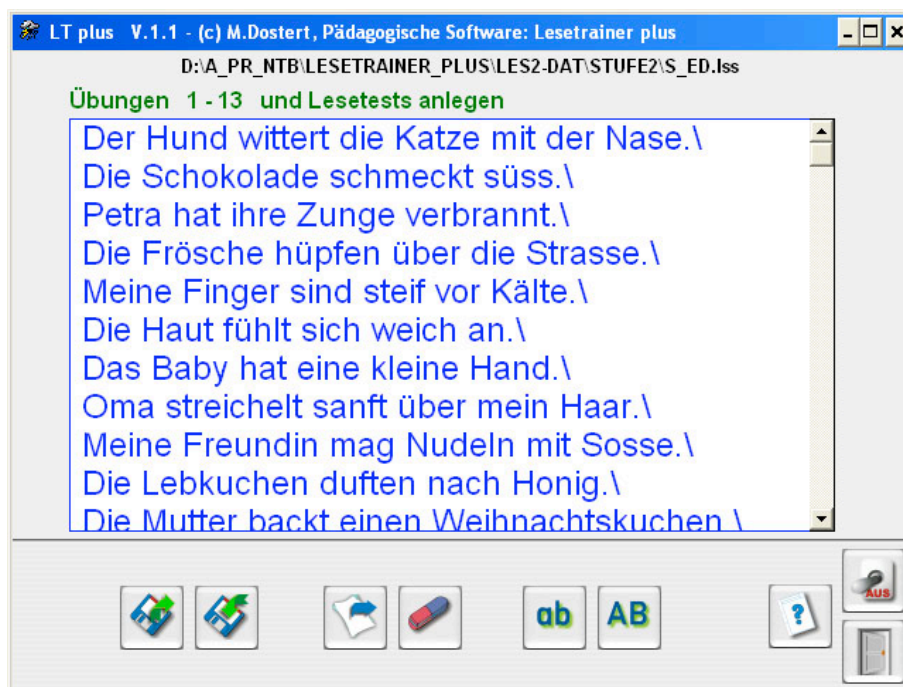 LT plus V.1.1 - (c) M.Dostert, Pädagogische Software: Lesetrainer plus
D:\A_PR_NTB\LESETRAINER_PLUS\LES2-DAT\STUFE2\S_ED.lss
Übungen 1 - 13 und Lesetests anlegen
Der Hund wittert die Katze mit der Nase.\
Die Schokolade schmeckt süss.\
Petra hat ihre Zunge verbrannt.\
Die Frösche hüpfen über die Strasse.\
Meine Finger sind steif vor Kälte.\
Die Haut fühlt sich weich an.\
Das Baby hat eine kleine Hand.\
Oma streichelt sanft über mein Haar.\
Meine Freundin mag Nudeln mit Sosse.\
Die Lebkuchen duften nach Honig.\
Die Mutter backt einen Weihnachtskuchen.\
ab AB ? AUS